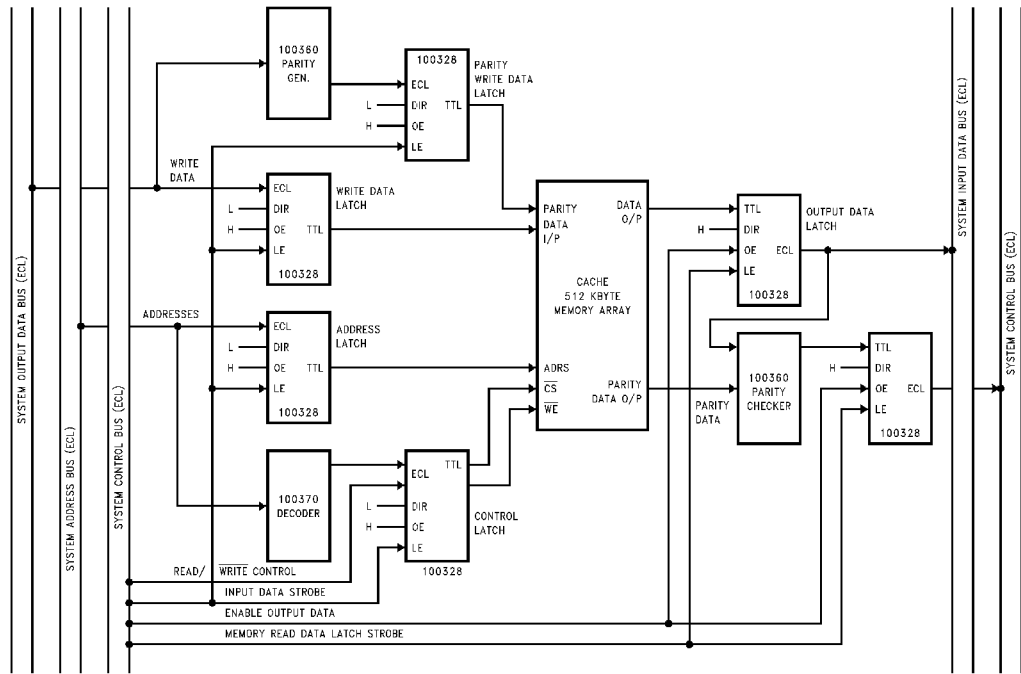 SYSTEM OUTPUT DATA BUS (ECL)
SYSTEM ADDRESS BUS (ECL)
SYSTEM CONTROL BUS (ECL)
100360
PARITY
GEN.
100328
ECL
L
DIR
TTL
H
OE
LE
PARITY
WRITE DATA
LATCH
WRITE
DATA
ECL
L
DIR
H
OE
TTL
LE
100328
WRITE DATA
LATCH
ADDRESSES
ECL
L
DIR
H
OE
TTL
LE
100328
ADDRESS
LATCH
100370
DECODER
ECL
TTL
L
DIR
H
OE
LE
100328
CONTROL
LATCH
READ/ WRITE CONTROL
INPUT DATA STROBE
ENABLE OUTPUT DATA
MEMORY READ DATA LATCH STROBE
PARITY
DATA
I/P
DATA
O/P
CACHE
512 KBYTE
MEMORY ARRAY
ADRS
CS
WE
PARITY
DATA O/P
TTL
H
DIR
OE
ECL
LE
100328
OUTPUT DATA
LATCH
PARITY
DATA
100360
PARITY
CHECKER
TTL
H
DIR
OE
ECL
LE
100328
SYSTEM INPUT DATA BUS (ECL)
SYSTEM CONTROL BUS (ECL)